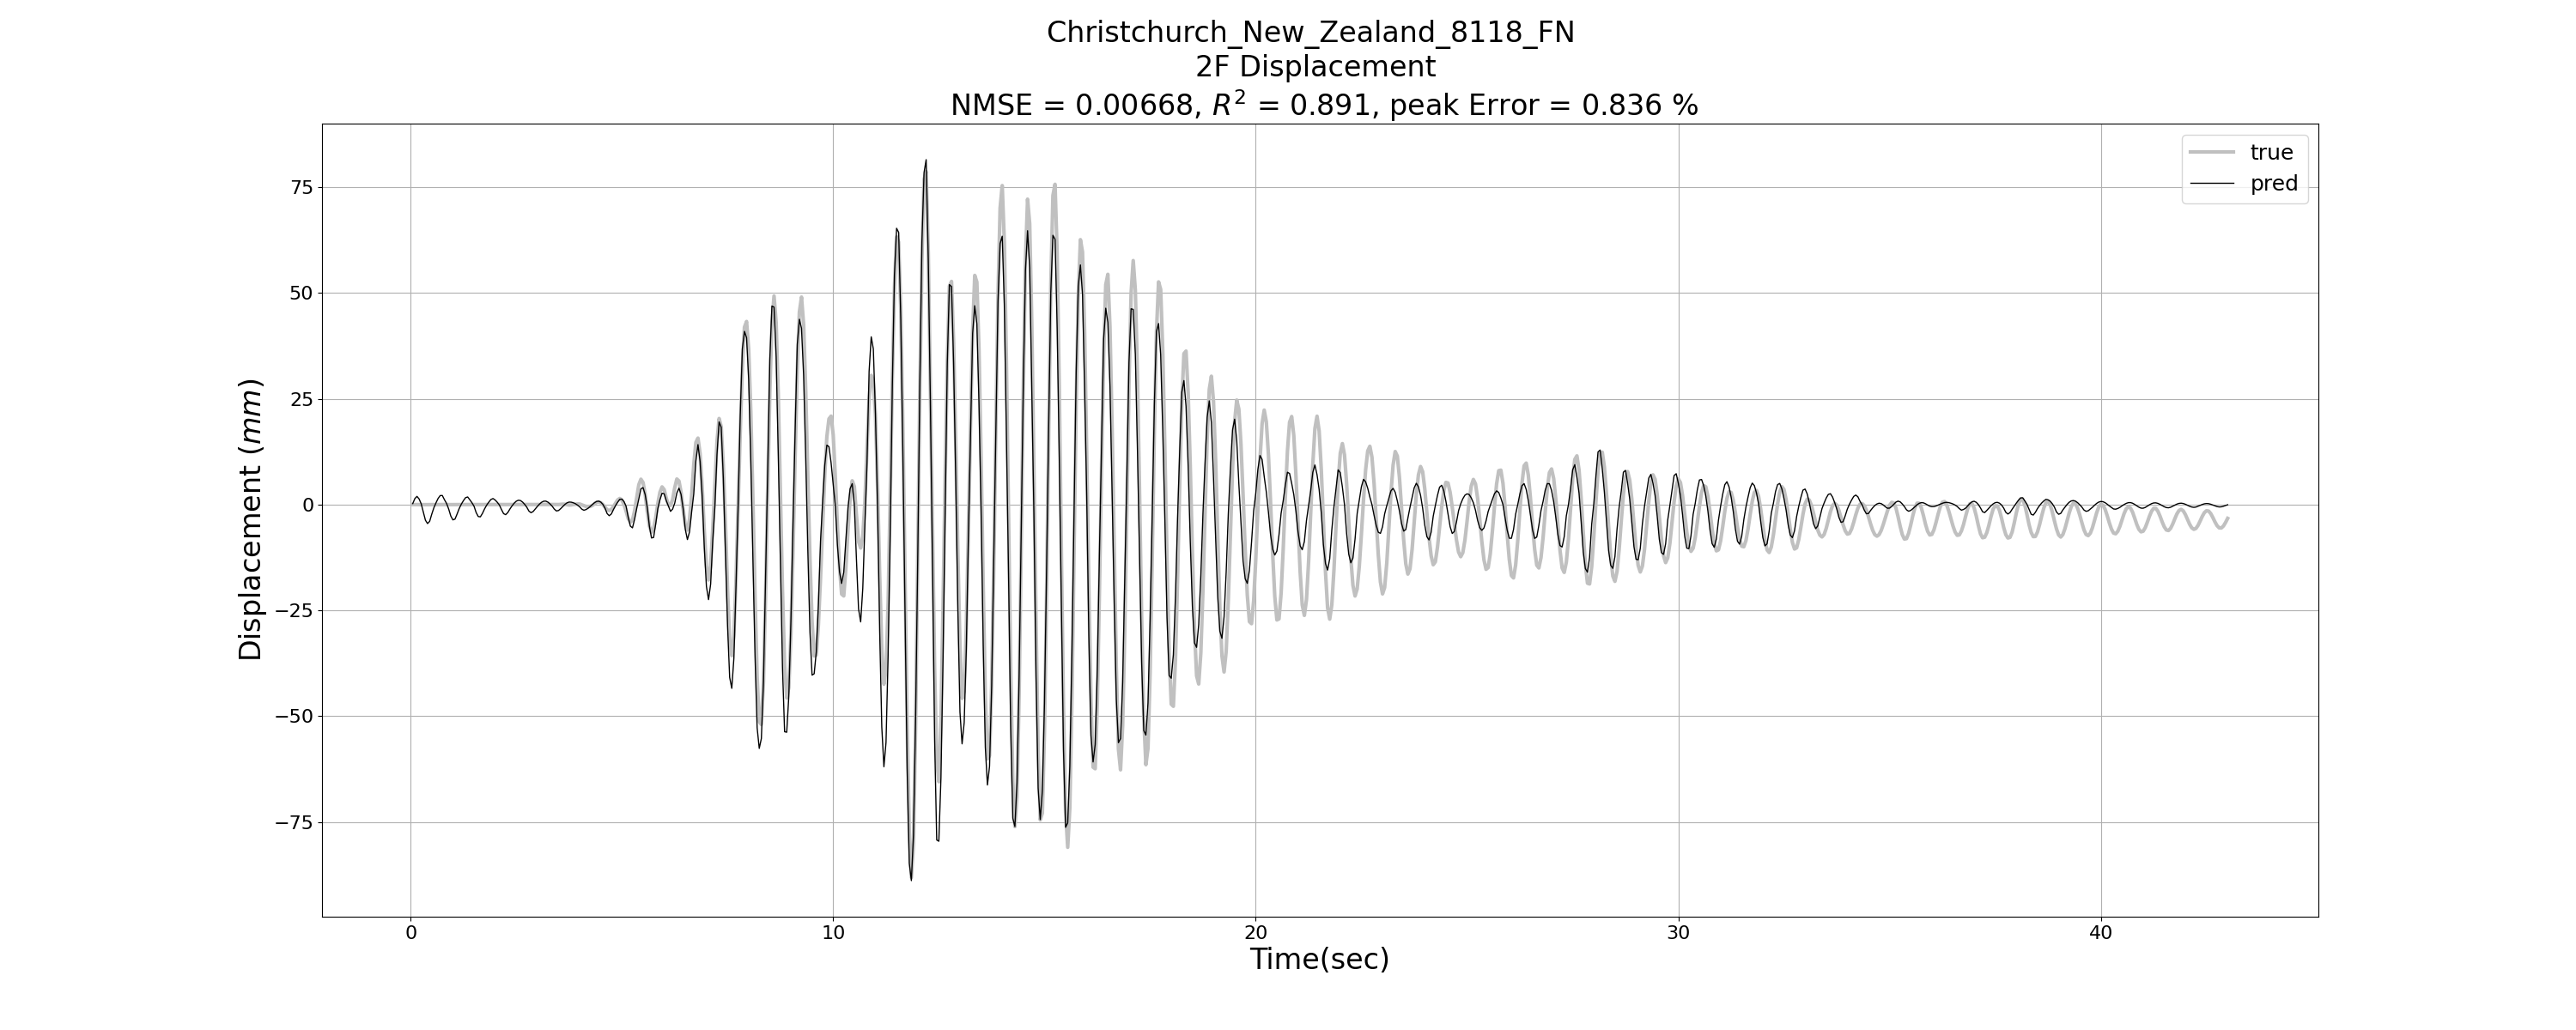 Christchurch_New_Zealand_8118_FN
2F Displacement
NMSE = 0.00668, R² = 0.891, peak Error = 0.836 %
true
pred
75
50
25
0
−25
−50
−75
Displacement (mm)
0 10 20 30 40
Time(sec)